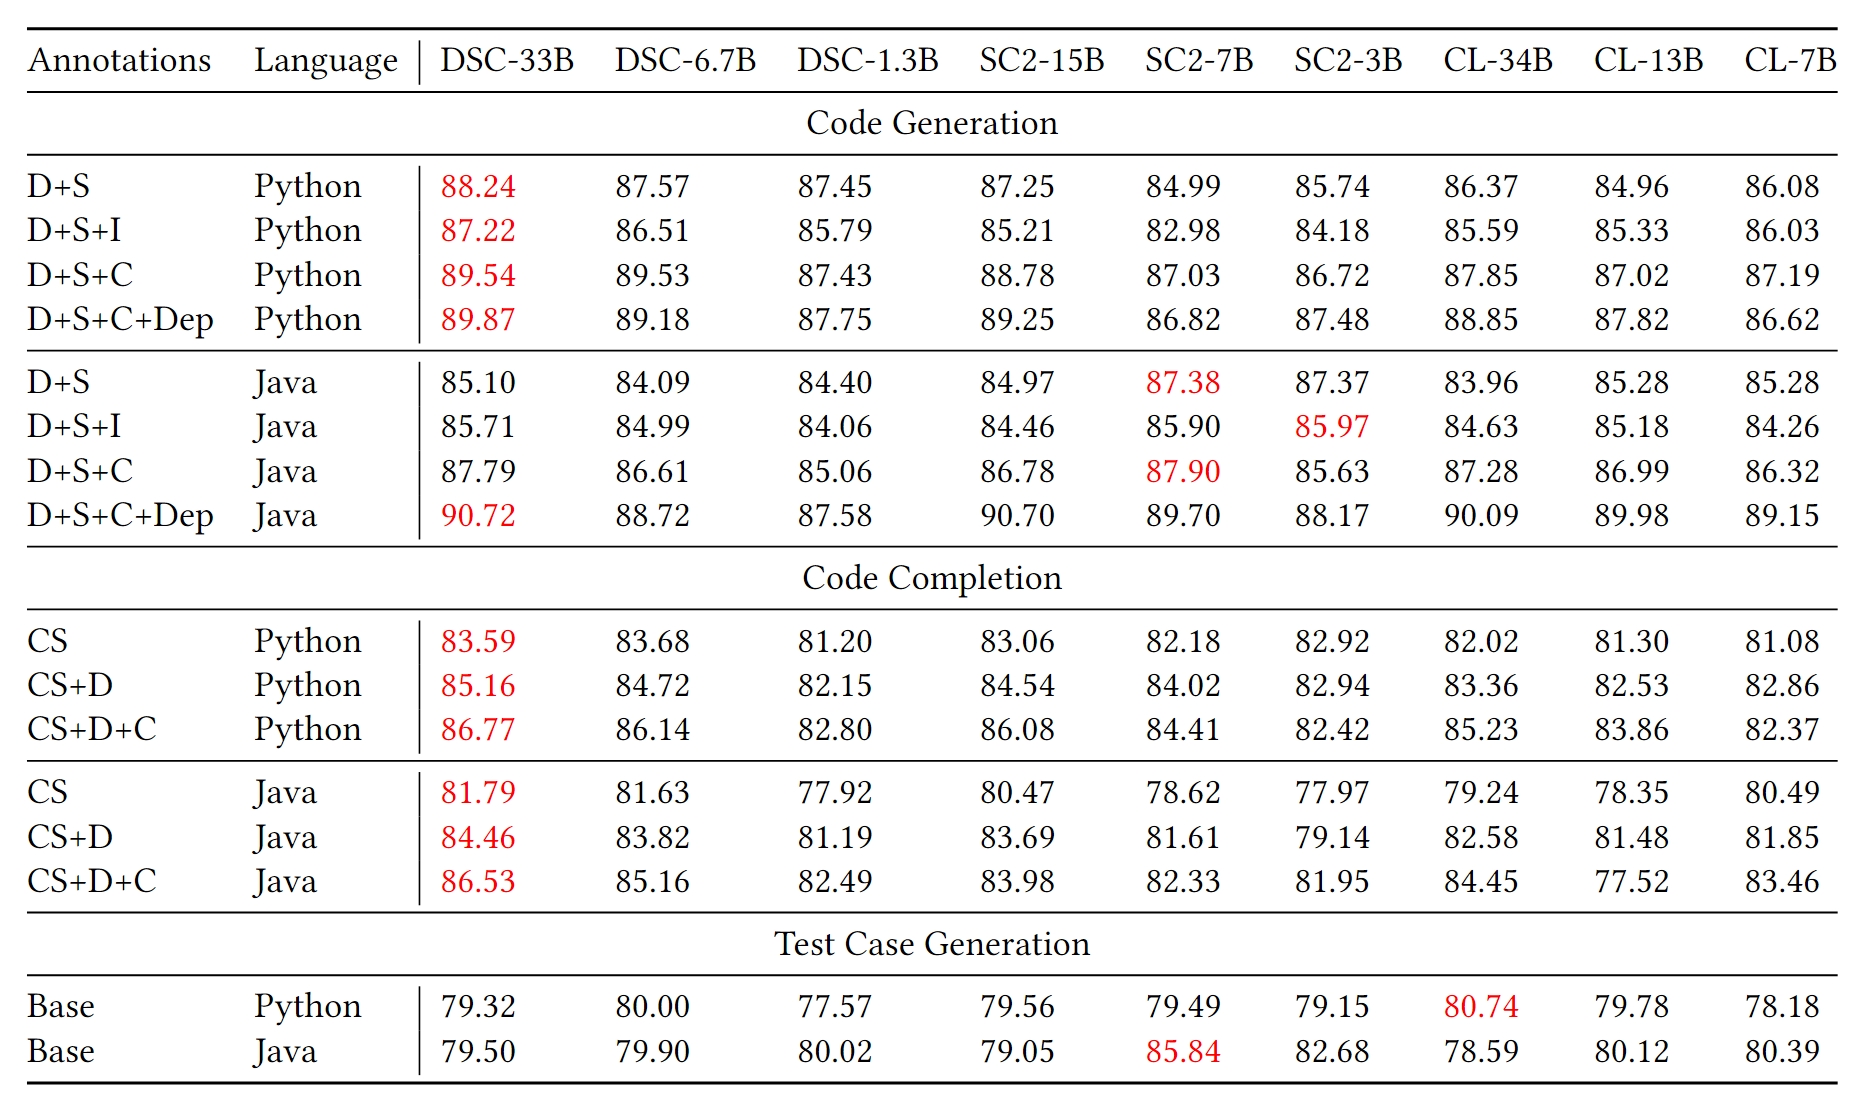 Annotations Language DSC-33B DSC-6.7B DSC-1.3B SC2-15B SC2-7B SC2-3B CL-34B CL-13B CL-7B
Code Generation
D+S Python 88.24 87.57 87.45 87.25 84.99 85.74 86.37 84.96 86.08
D+S+I Python 87.22 86.51 85.79 85.21 82.98 84.18 85.59 85.33 86.03
D+S+C Python 89.54 89.53 87.43 88.78 87.03 86.72 87.85 87.02 87.19
D+S+C+Dep Python 89.87 89.18 87.75 89.25 86.82 87.48 88.85 87.82 86.62
D+S Java 85.10 84.09 84.40 84.97 87.38 87.37 83.96 85.28 85.28
D+S+I Java 85.71 84.99 84.06 84.46 85.90 85.97 84.63 85.18 84.26
D+S+C Java 87.79 86.61 85.06 86.78 87.90 85.63 87.28 86.99 86.32
D+S+C+Dep Java 90.72 88.72 87.58 90.70 89.70 88.17 90.09 89.98 89.15
Code Completion
CS Python 83.59 83.68 81.20 83.06 82.18 82.92 82.02 81.30 81.08
CS+D Python 85.16 84.72 82.15 84.54 84.02 82.94 83.36 82.53 82.86
CS+D+C Python 86.77 86.14 82.80 86.08 84.41 82.42 85.23 83.86 82.37
CS Java 81.79 81.63 77.92 80.47 78.62 77.97 79.24 78.35 80.49
CS+D Java 84.46 83.82 81.19 83.69 81.61 79.14 82.58 81.48 81.85
CS+D+C Java 86.53 85.16 82.49 83.98 82.33 81.95 84.45 77.52 83.46
Test Case Generation
Base Python 79.32 80.00 77.57 79.56 79.49 79.15 80.74 79.78 78.18
Base Java 79.50 79.90 80.02 79.05 85.84 82.68 78.59 80.12 80.39